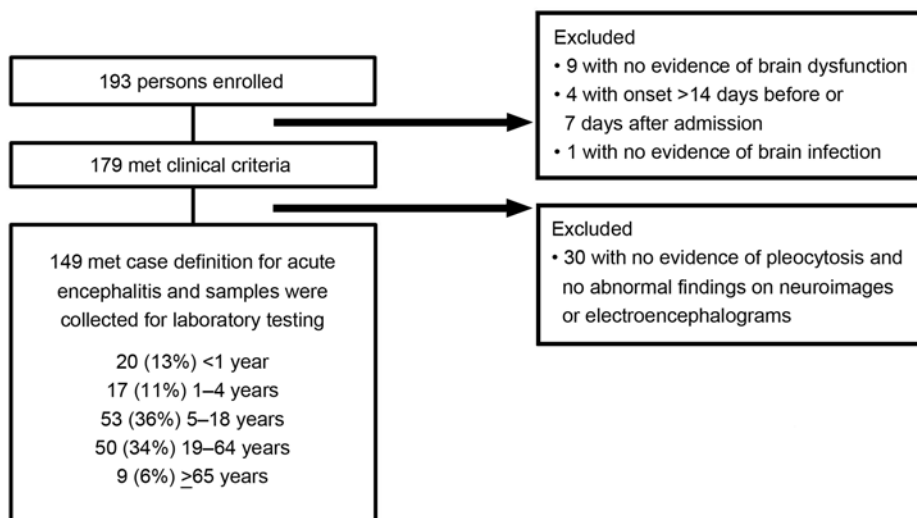 193 persons enrolled
Excluded
• 9 with no evidence of brain dysfunction
• 4 with onset >14 days before or
7 days after admission
• 1 with no evidence of brain infection
179 met clinical criteria
Excluded
• 30 with no evidence of pleocytosis and
no abnormal findings on neuroimages
or electroencephalograms
149 met case definition for acute
encephalitis and samples were
collected for laboratory testing
20 (13%) <1 year
17 (11%) 1–4 years
53 (36%) 5–18 years
50 (34%) 19–64 years
9 (6%) ≥65 years